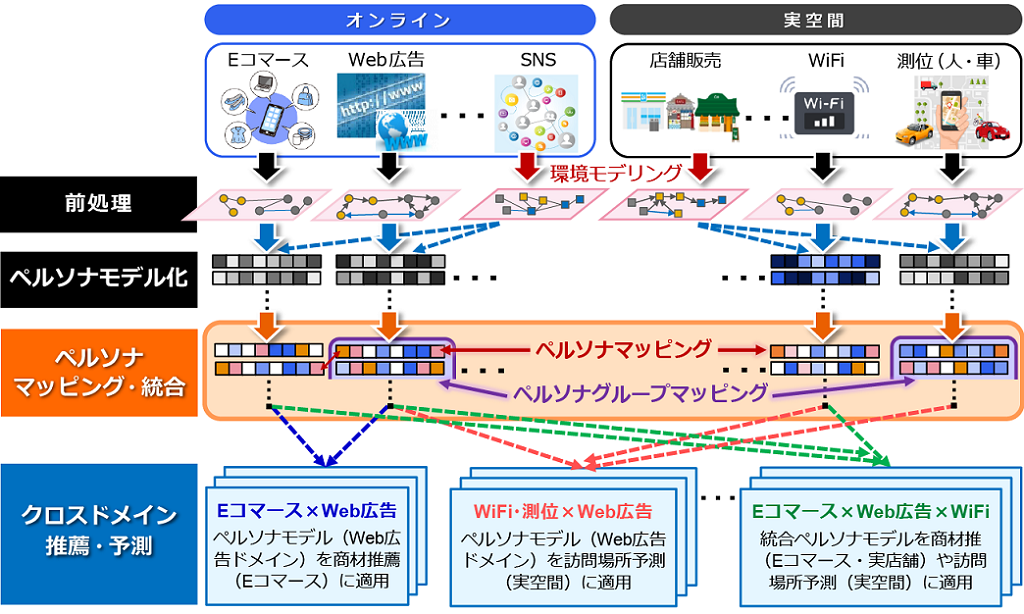 オンライン
実空間
Eコマース
Web広告
SNS
店舗販売
WiFi
測位（人・車）
http://www
WWW
Wi-Fi
環境モデリング
前処理
ペルソナモデル化
ペルソナ
マッピング・統合
ペルソナマッピング
ペルソナグループマッピング
クロスドメイン
推薦・予測
Eコマース×Web広告
ペルソナモデル（Web広
告ドメイン）を商材推薦
（Eコマース）に適用
WiFi・測位×Web広告
ペルソナモデル（Web広告
ドメイン）を訪問場所予測
（実空間）に適用
Eコマース×Web広告×WiFi
統合ペルソナモデルを商材推
（Eコマース・実店舗）や訪問
場所予測（実空間）に適用